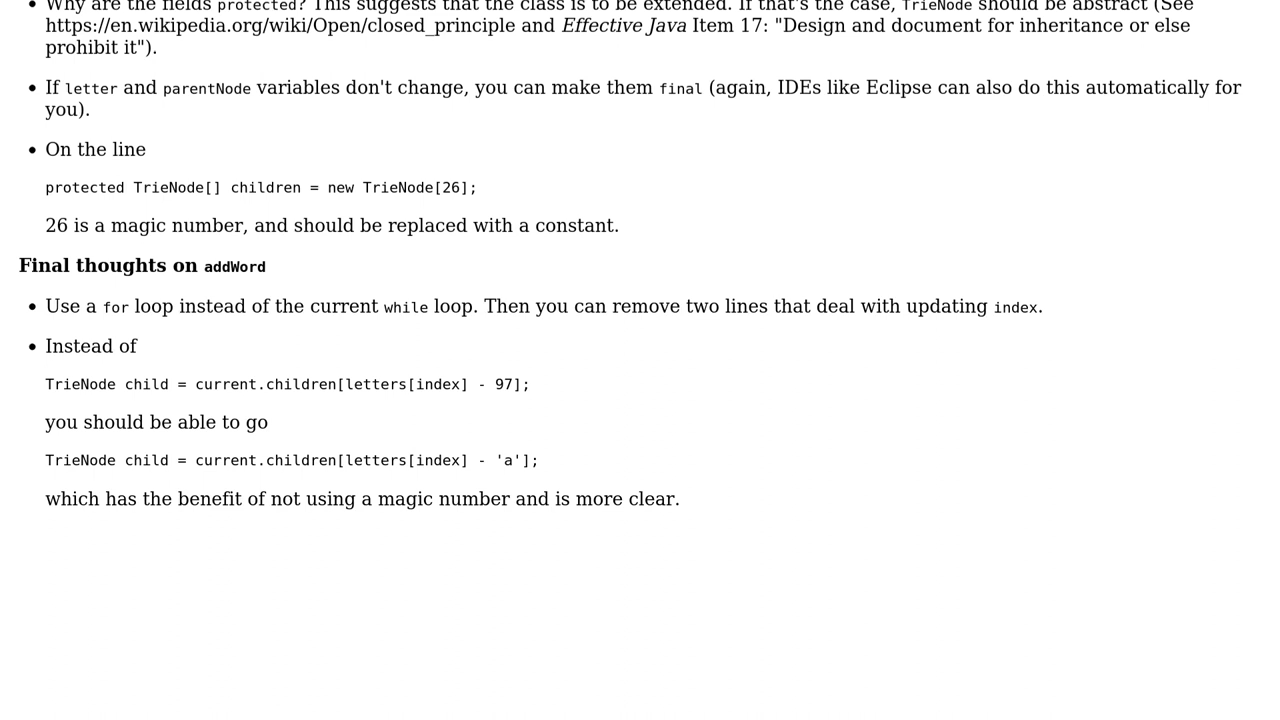 Why are the fields protected? This suggests that the class is to be extended. If that's the case, TrieNode should be abstract (See
https://en.wikipedia.org/wiki/Open/closed_principle and Effective Java Item 17: "Design and document for inheritance or else
prohibit it").
If letter and parentNode variables don't change, you can make them final (again, IDEs like Eclipse can also do this automatically for
you).
On the line
protected TrieNode[] children = new TrieNode[26];
26 is a magic number, and should be replaced with a constant.
Final thoughts on addWord
Use a for loop instead of the current while loop. Then you can remove two lines that deal with updating index.
Instead of
TrieNode child = current.children[letters[index] - 97];
you should be able to go
TrieNode child = current.children[letters[index] - 'a'];
which has the benefit of not using a magic number and is more clear.